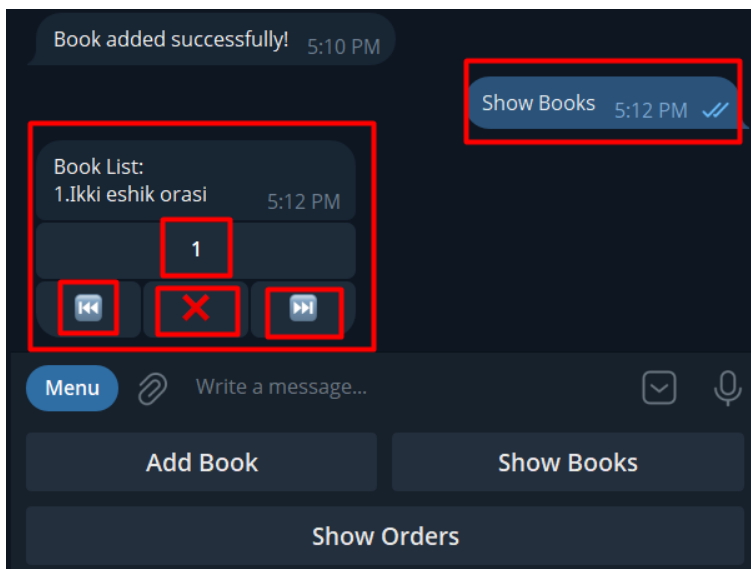 Book added successfully! 5:10 PM
Show Books 5:12 PM
Book List:
1.Ikki eshik orasi 5:12 PM
1
Menu Write a message...
Add Book Show Books
Show Orders